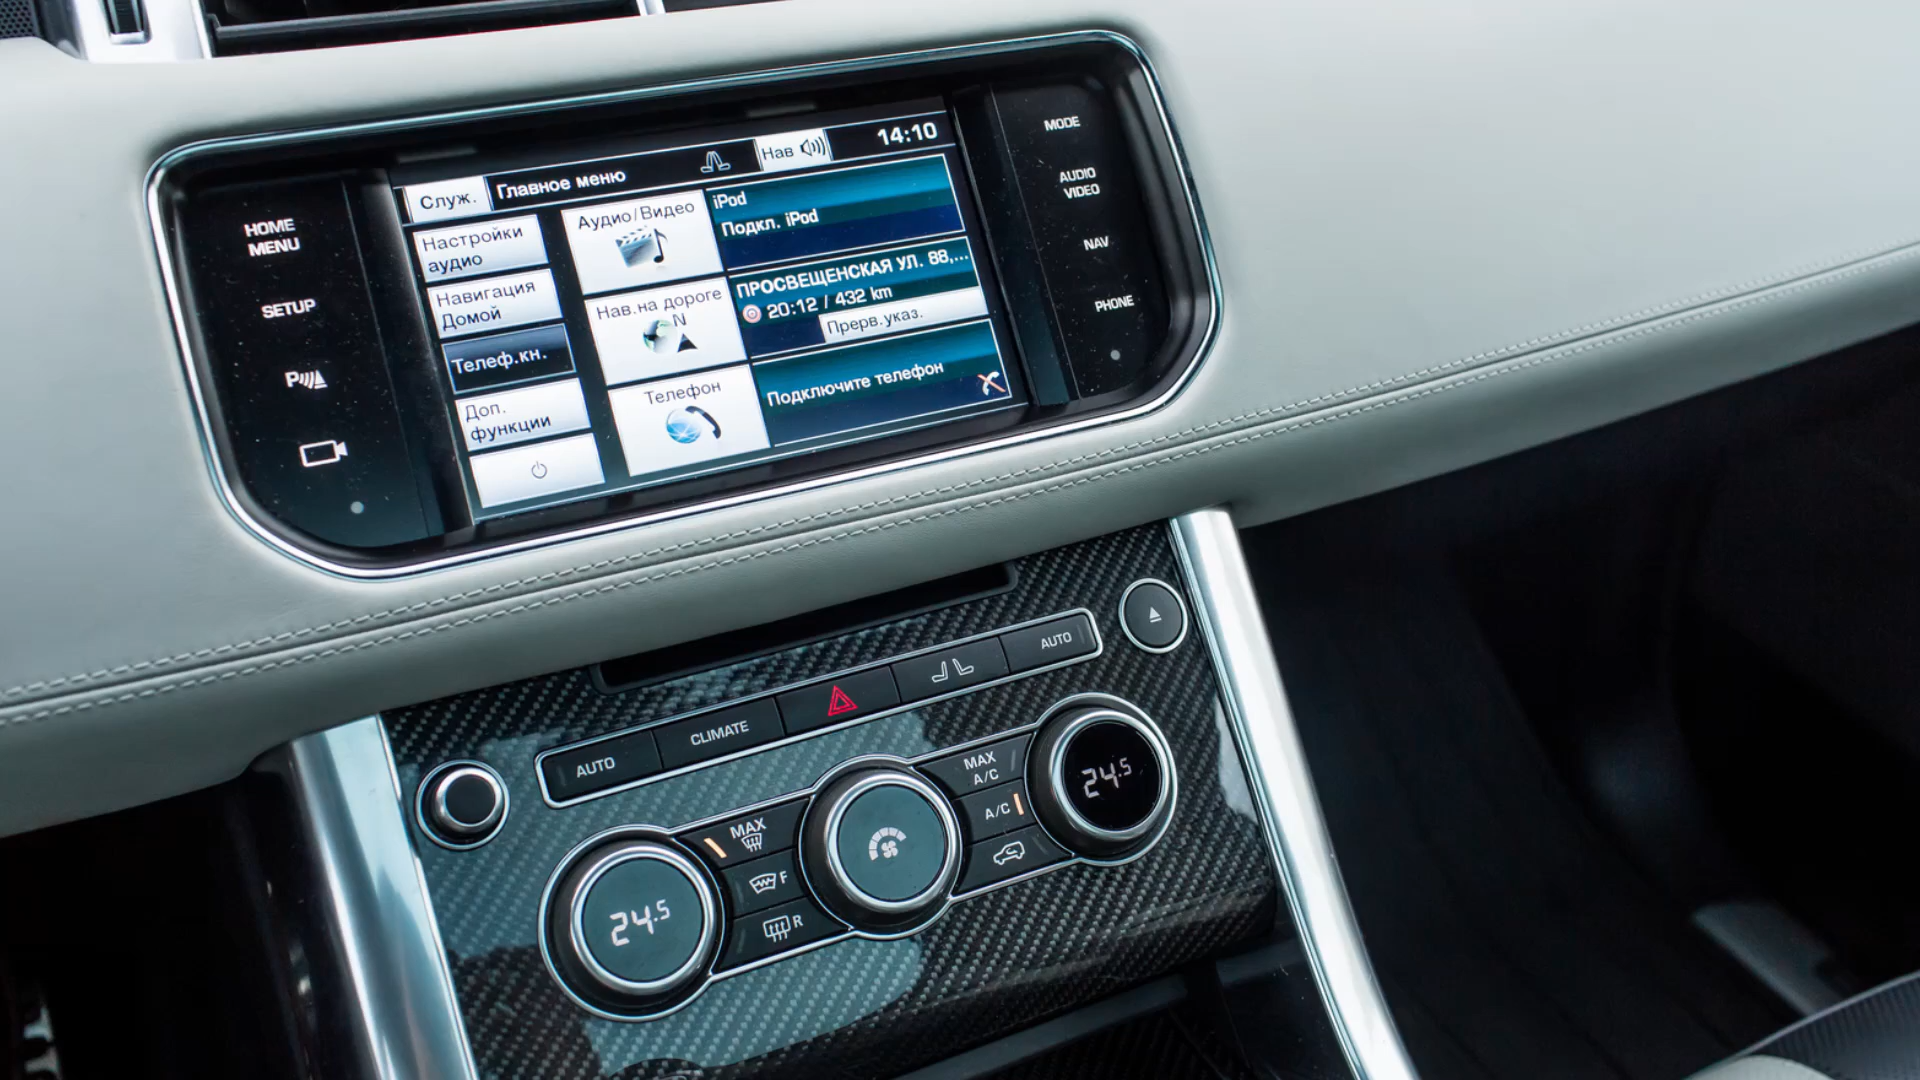 14:10
Нав
Служ.
Главное меню
HOME
MENU
SETUP
P
Настройки
аудио
Навигация
Домой
Телеф.кн.
Доп.
функции
Аудио/Видео
Нав.на дороге
N
Телефон
iPod
Подкл. iPod
ПРОСВЕЩЕНСКАЯ УЛ. 88,...
20:12 / 432 km
Прерв.указ.
Подключите телефон
MODE
AUDIO
VIDEO
NAV
PHONE
AUTO
CLIMATE
AUTO
24.5
MAX
F
R
MAX
A/C
A/C
24.5